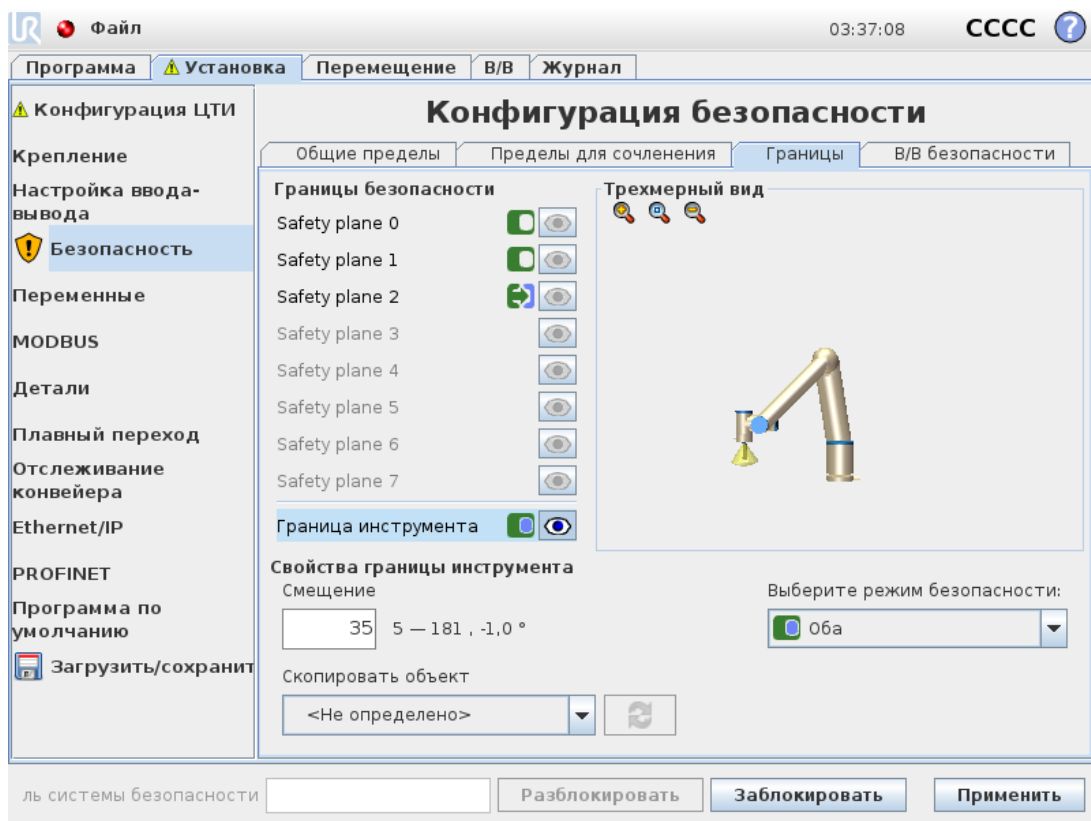 UR
Файл
03:37:08
CCCC
?
Программа
Установка
Перемещение
В/В
Журнал
Конфигурация ЦТИ
Крепление
Настройка ввода-
вывода
Безопасность
Переменные
MODBUS
Детали
Плавный переход
Отслеживание
конвейера
Ethernet/IP
PROFINET
Программа по
умолчанию
Загрузить/сохранит
Конфигурация безопасности
Общие пределы
Пределы для сочленения
Границы
В/В безопасности
Границы безопасности
Safety plane 0
Safety plane 1
Safety plane 2
Safety plane 3
Safety plane 4
Safety plane 5
Safety plane 6
Safety plane 7
Граница инструмента
Трехмерный вид
Свойства границы инструмента
Смещение
35 5 — 181 , -1,0 °
Скопировать объект
<Не определено>
Выберите режим безопасности:
Оба
ль системы безопасности
Разблокировать
Заблокировать
Применить